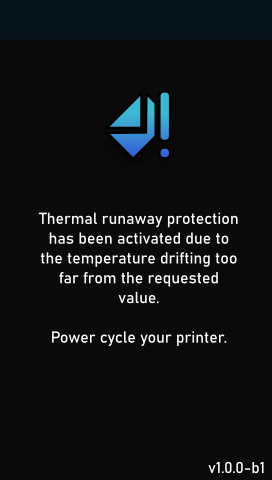 Thermal runaway protection
has been activated due to
the temperature drifting too
far from the requested
value.
Power cycle your printer.
v1.0.0-b1